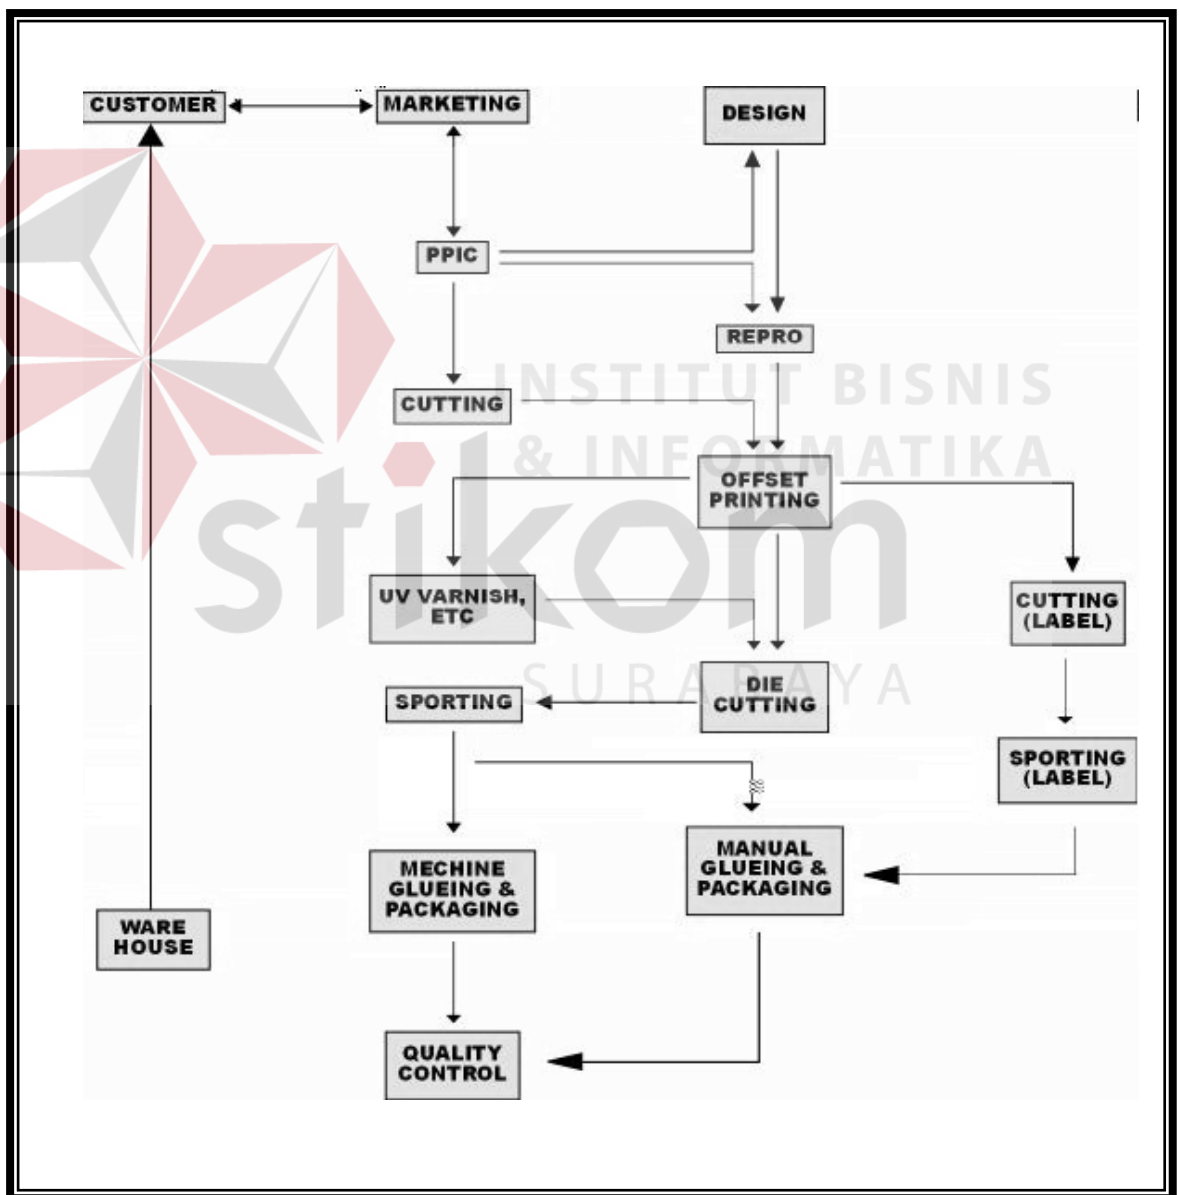 CUSTOMER
MARKETING
DESIGN
PPIC
REPRO
INSTITUT BISNIS
CUTTING
& INFORMATIKA
OFFSET
PRINTING
stikom
UV VARNISH,
ETC
CUTTING
(LABEL)
SURABAYA
DIE
CUTTING
SPORTING
SPORTING
(LABEL)
MANUAL
GLUEING &
PACKAGING
MECHINE
GLUEING &
PACKAGING
WARE
HOUSE
QUALITY
CONTROL